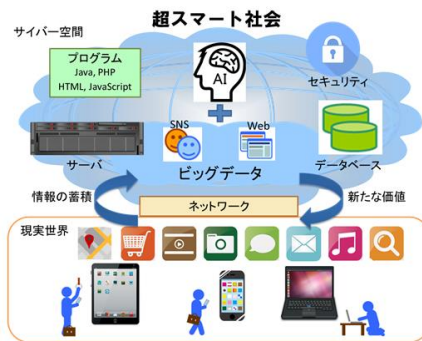 超スマート社会
サイバー空間
プログラム
Java, PHP
HTML, JavaScript
AI
セキュリティ
SNS
Web
サーバ
ビッグデータ
データベース
情報の蓄積
新たな価値
ネットワーク
現実世界